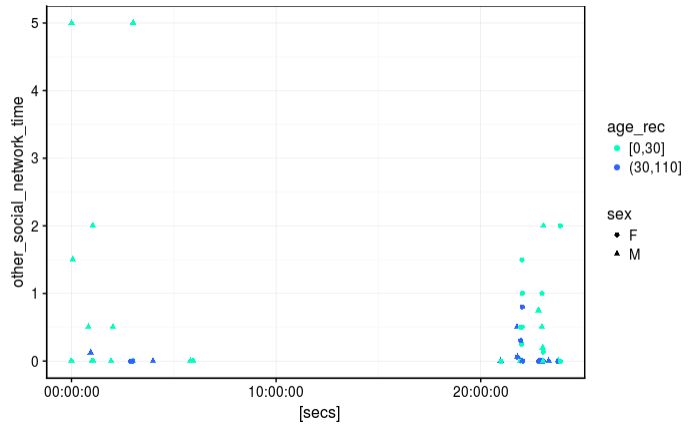 other_social_network_time
5
4
3
2
1
0
00:00:00 10:00:00 20:00:00
[secs]
age_rec
[0,30]
(30,110]
sex
F
M